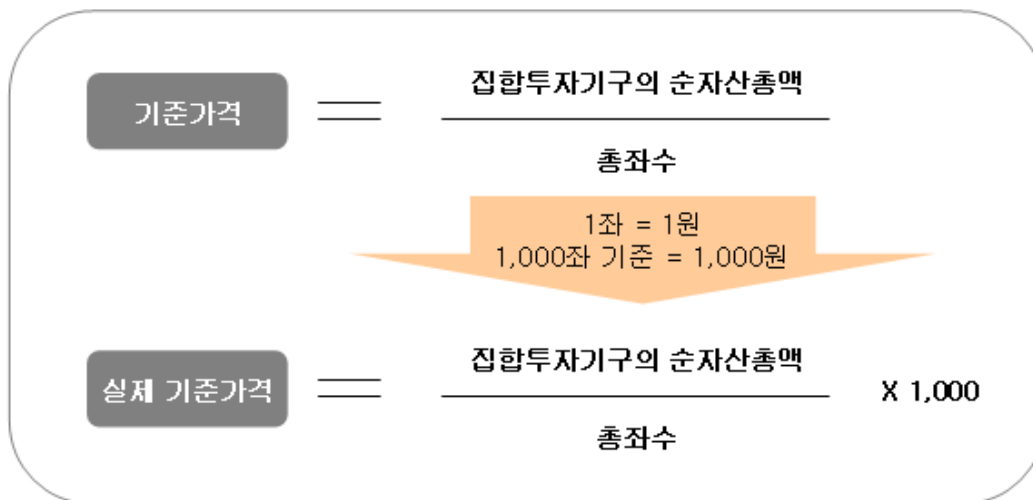 집합투자기구의 순자산총액
기준가격
총좌수
1좌 = 1원
1,000좌 기준 = 1,000원
집합투자기구의 순자산총액
실제 기준가격
X 1,000
총좌수